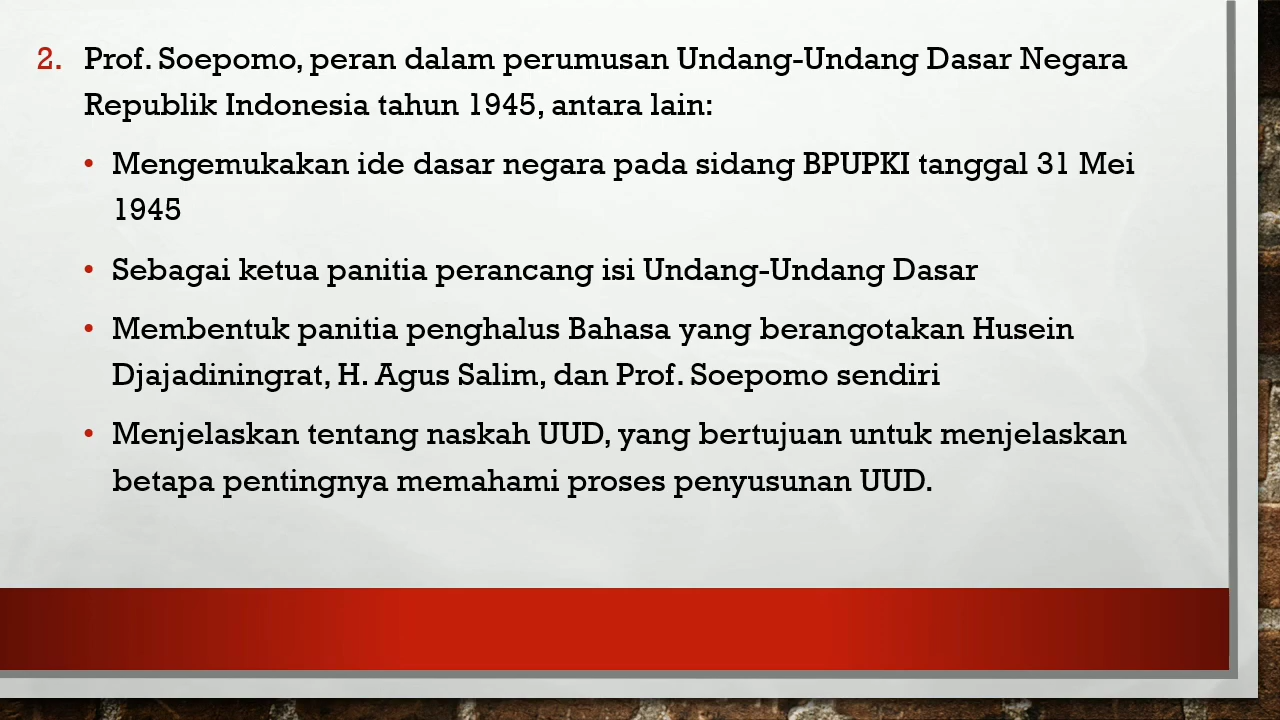 2. Prof. Soepomo, peran dalam perumusan Undang-Undang Dasar Negara
Republik Indonesia tahun 1945, antara lain:
• Mengemukakan ide dasar negara pada sidang BPUPKI tanggal 31 Mei
1945
• Sebagai ketua panitia perancang isi Undang-Undang Dasar
• Membentuk panitia penghalus Bahasa yang berangotakan Husein
Djajadiningrat, H. Agus Salim, dan Prof. Soepomo sendiri
• Menjelaskan tentang naskah UUD, yang bertujuan untuk menjelaskan
betapa pentingnya memahami proses penyusunan UUD.